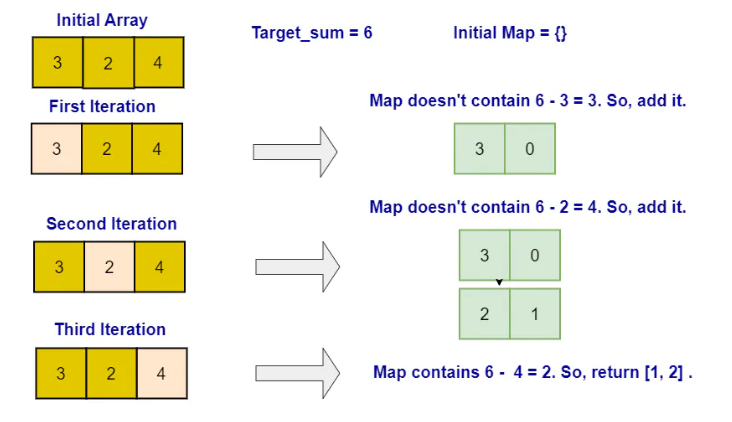 Initial Array
Target_sum = 6
Initial Map = {}
3 2 4
First Iteration
Map doesn't contain 6 - 3 = 3. So, add it.
3 2 4
3 0
Second Iteration
Map doesn't contain 6 - 2 = 4. So, add it.
3 2 4
3 0
2 1
Third Iteration
3 2 4
Map contains 6 - 4 = 2. So, return [1, 2] .